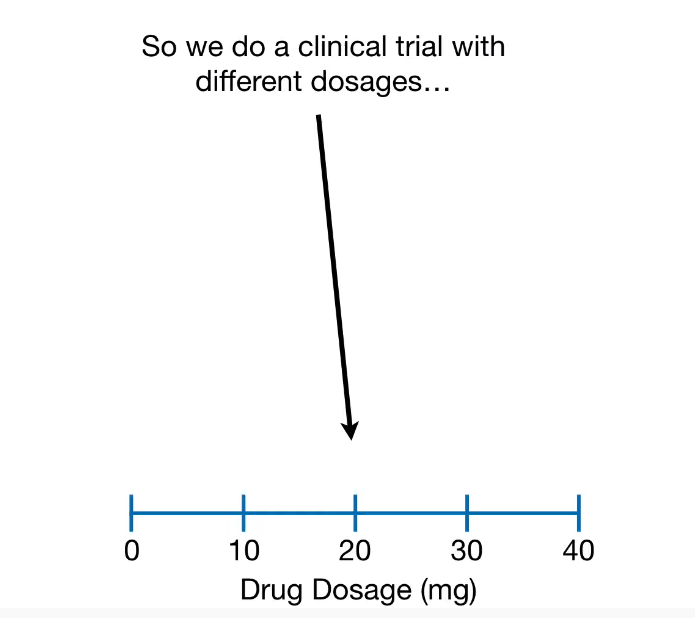 So we do a clinical trial with
different dosages…
0 10 20 30 40
Drug Dosage (mg)